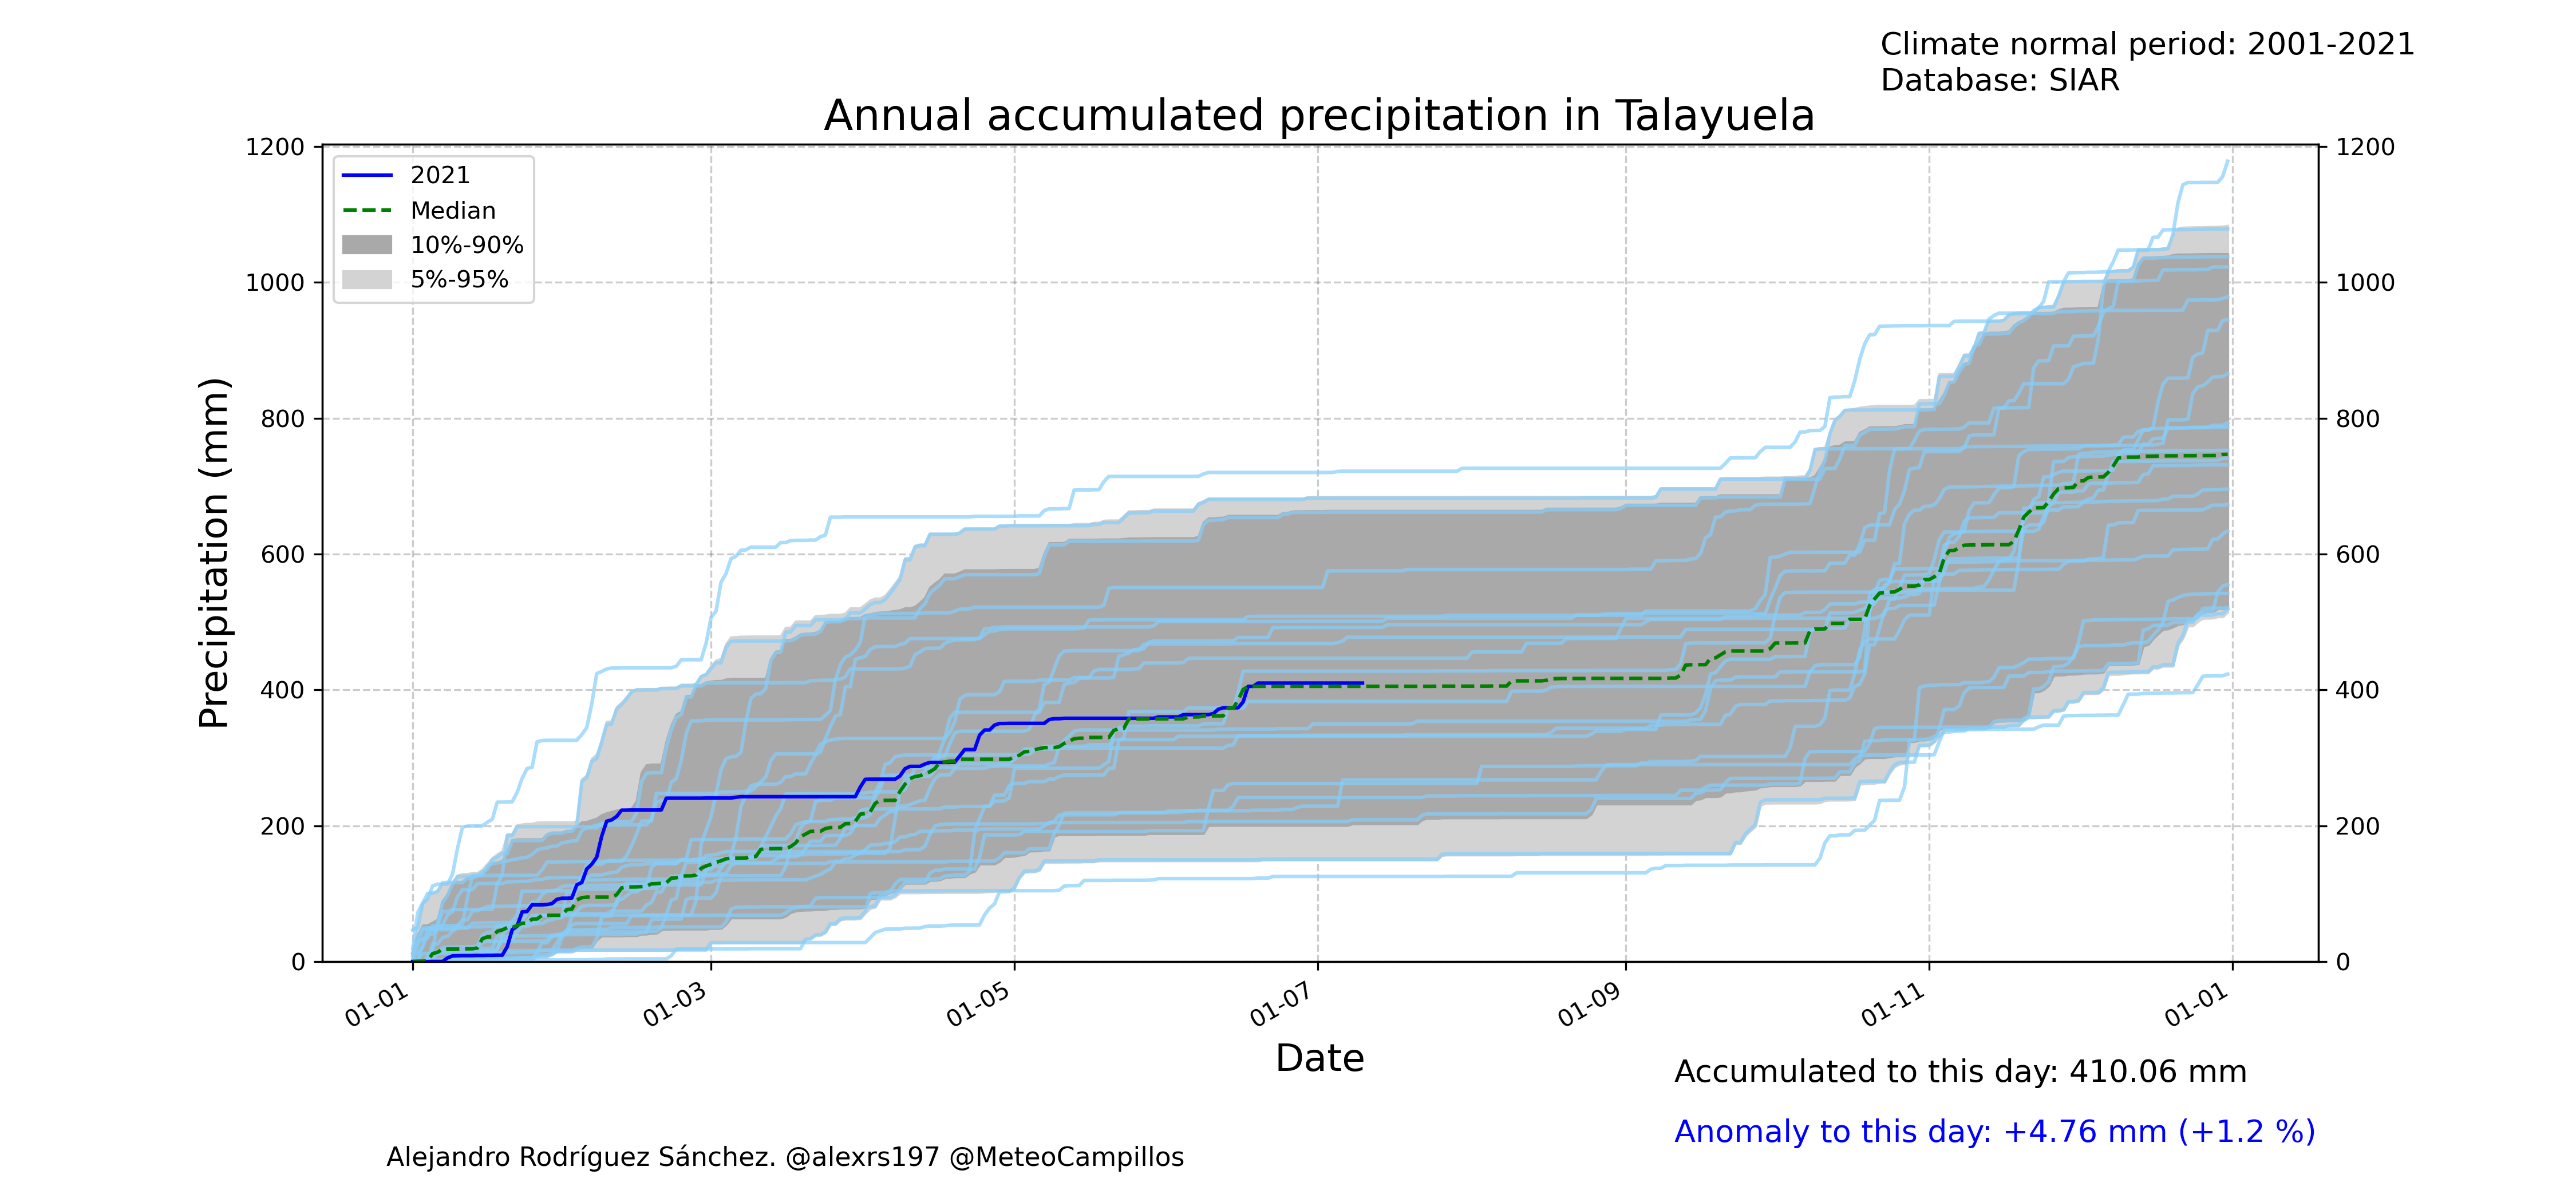 Climate normal period: 2001-2021
Database: SIAR
Annual accumulated precipitation in Talayuela
1200
1000
800
600
400
200
0
Precipitation (mm)
2021
Median
10%-90%
5%-95%
1200
1000
800
600
400
200
0
01-01
01-03
01-05
01-07
01-09
01-11
01-01
Date
Accumulated to this day: 410.06 mm
Anomaly to this day: +4.76 mm (+1.2 %)
Alejandro Rodríguez Sánchez. @alexrs197 @MeteoCampillos